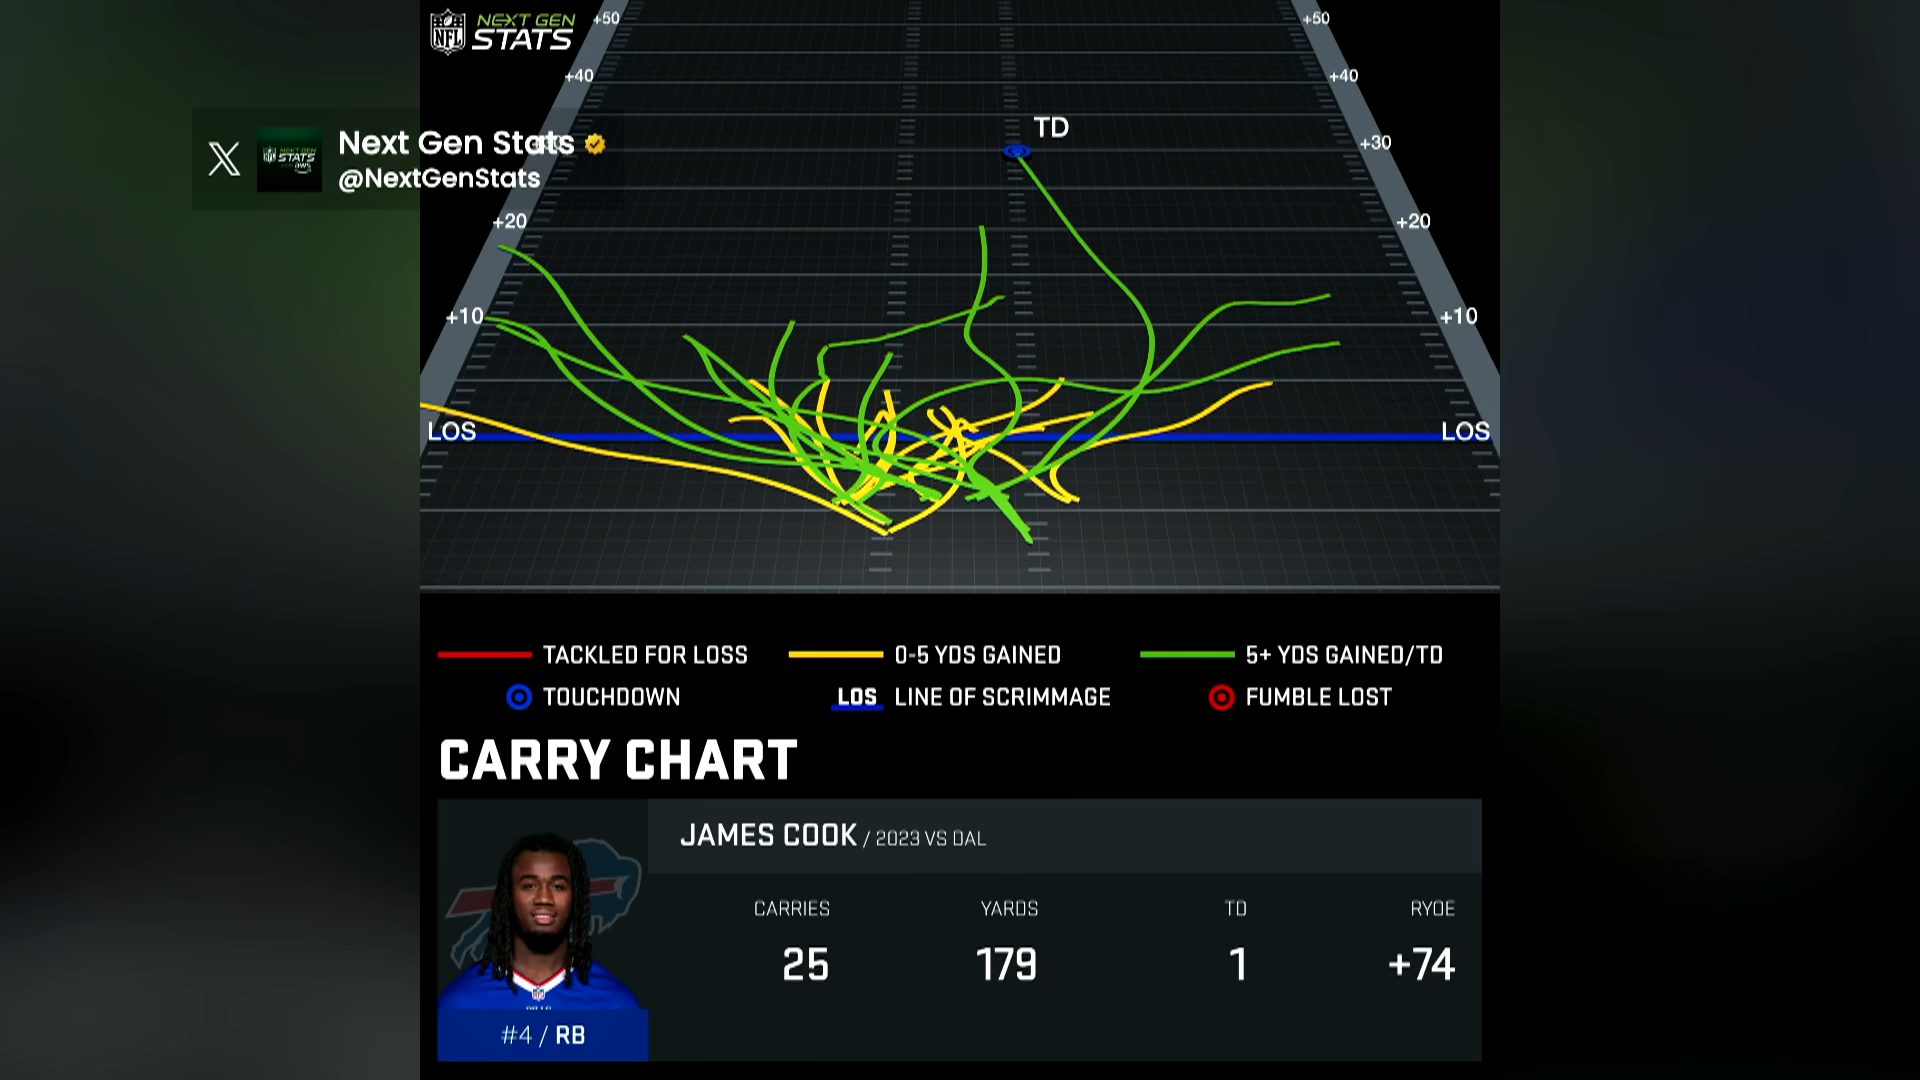 NFL NEXT GEN STATS
+50 +50
+40 +40
TD
Next Gen Stats
+30
@NextGenStats
+20 +20
+10 +10
LOS LOS
TACKLED FOR LOSS 0-5 YDS GAINED 5+ YDS GAINED/TD
TOUCHDOWN LOS LINE OF SCRIMMAGE FUMBLE LOST
CARRY CHART
JAMES COOK / 2023 VS DAL
CARRIES YARDS TD RYOE
25 179 1 +74
#4 / RB